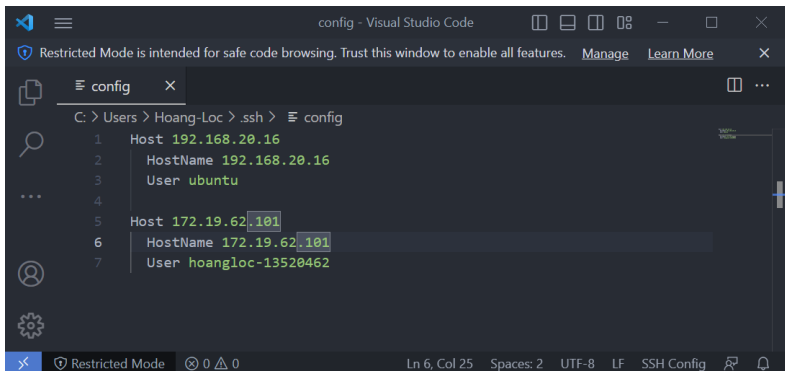 config - Visual Studio Code
Restricted Mode is intended for safe code browsing. Trust this window to enable all features. Manage Learn More
config
C: > Users > Hoang-Loc > .ssh > config
1 Host 192.168.20.16
2 HostName 192.168.20.16
3 User ubuntu
4
5 Host 172.19.62.101
6 HostName 172.19.62.101
7 User hoangloc-13520462
Restricted Mode 0 0 Ln 6, Col 25 Spaces: 2 UTF-8 LF SSH Config